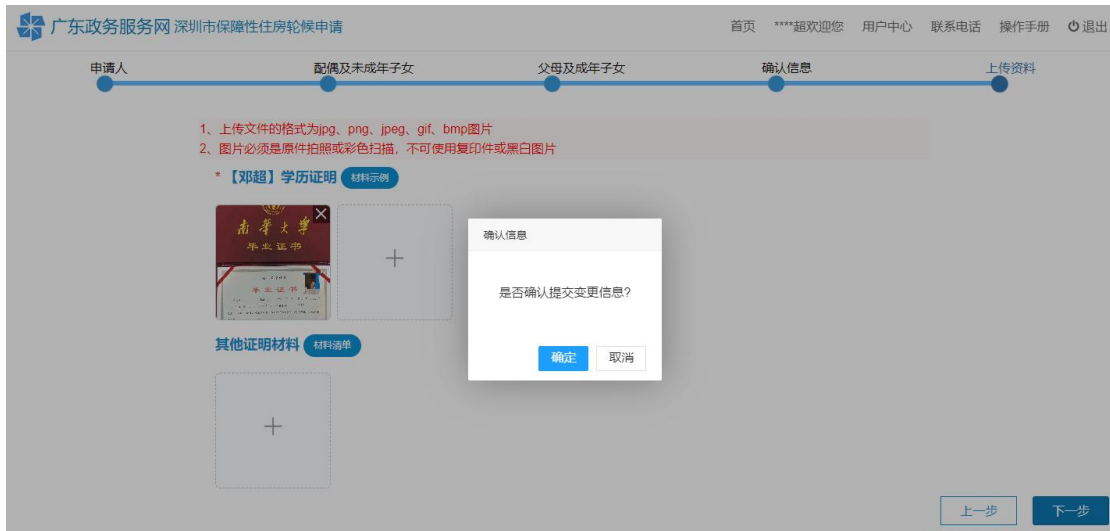 广东政务服务网 深圳市保障性住房轮候申请
首页 ****超欢迎您 用户中心 联系电话 操作手册 退出
申请人 配偶及未成年子女 父母及成年子女 确认信息 上传资料
1、上传文件的格式为jpg、png、jpeg、gif、bmp图片
2、图片必须是原件拍照或彩色扫描，不可使用复印件或黑白图片
* 【邓超】学历证明 材料示例
南华大学
毕业证书
毕业证书
确认信息
是否确认提交变更信息?
确定 取消
其他证明材料 材料清单
上一步 下一步